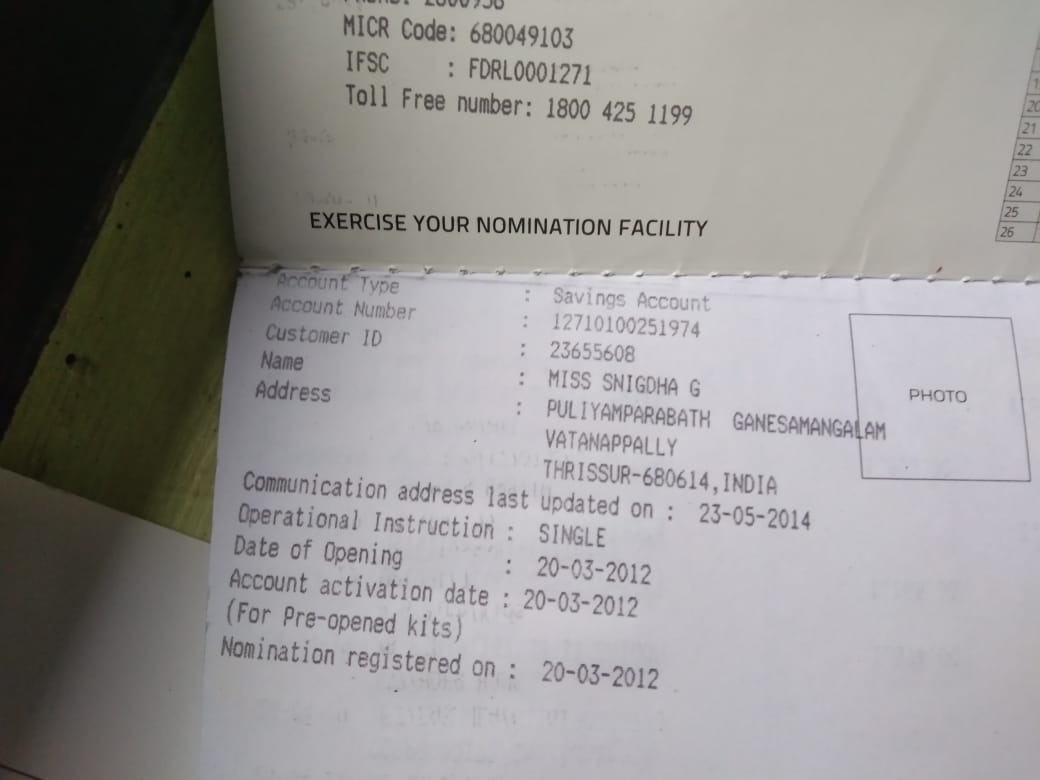 MICR Code: 680049103
IFSC : FDRL0001271
Toll Free number: 1800 425 1199
EXERCISE YOUR NOMINATION FACILITY
20
21
22
23
24
25
26
Account Type : Savings Account
Account Number : 12710100251974
Customer ID : 23655608
Name : MISS SNIGDHA G
Address : PULIYAMPARABATH GANESAMANGALAM
VATANAPPALLY
THRISSUR-680614,INDIA
PHOTO
Communication address last updated on : 23-05-2014
Operational Instruction : SINGLE
Date of Opening : 20-03-2012
Account activation date : 20-03-2012
(For Pre-opened kits)
Nomination registered on : 20-03-2012